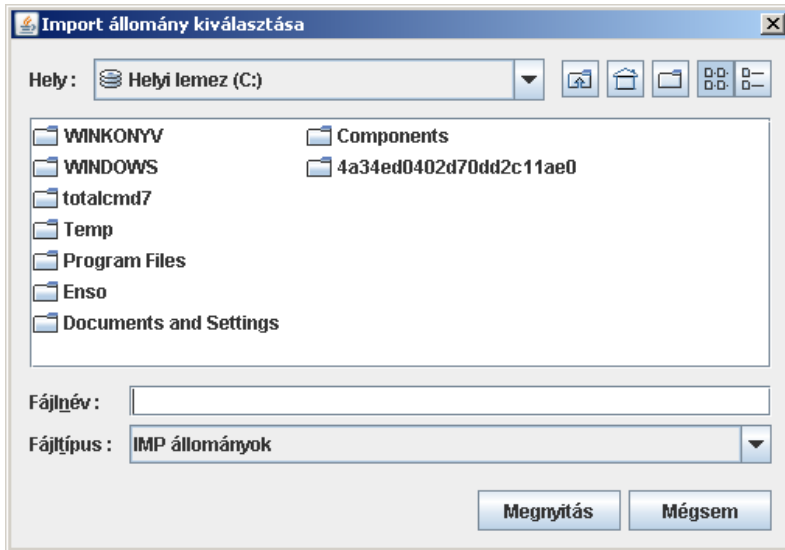 Import állomány kiválasztása
Hely: Helyi lemez (C:)
WINKONYV Components
WINDOWS 4a34ed0402d70dd2c11ae0
totalcmd7
Temp
Program Files
Enso
Documents and Settings
Fájlnév:
Fájltípus: IMP állományok
Megnyitás Mégsem